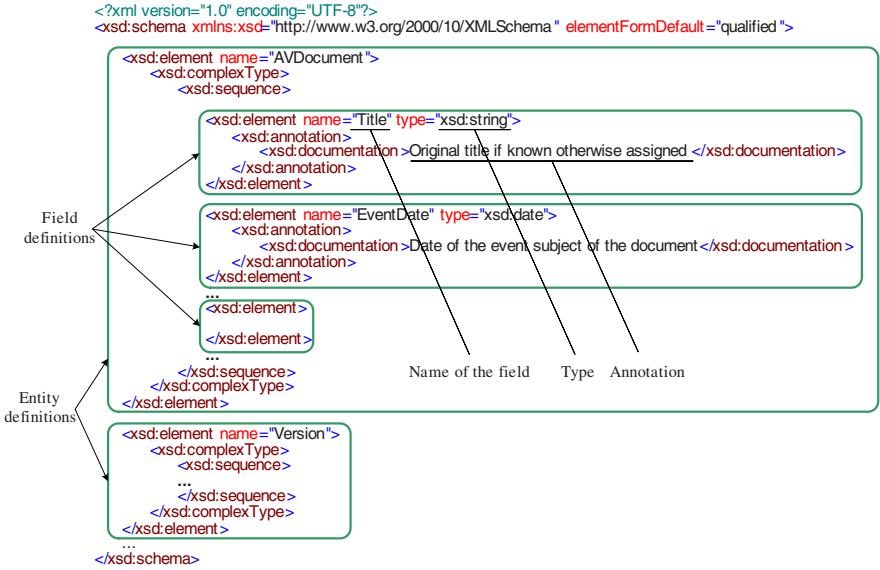 <?xml version="1.0" encoding="UTF-8"?>
<xsd:schema xmlns:xsd="http://www.w3.org/2000/10/XMLSchema" elementFormDefault="qualified">
<xsd:element name="AVDocument">
<xsd:complexType>
<xsd:sequence>
<xsd:element name="Title" type="xsd:string">
<xsd:annotation>
<xsd:documentation>Original title if known otherwise assigned </xsd:documentation>
</xsd:annotation>
</xsd:element>
Field
definitions
<xsd:element name="EventDate" type="xsd:date">
<xsd:annotation>
<xsd:documentation>Date of the event subject of the document</xsd:documentation>
</xsd:annotation>
</xsd:element>
...
<xsd:element>
</xsd:element>
...
</xsd:sequence>
</xsd:complexType>
</xsd:element>
Name of the field
Type
Annotation
Entity
definitions
<xsd:element name="Version">
<xsd:complexType>
<xsd:sequence>
...
</xsd:sequence>
</xsd:complexType>
</xsd:element>
...
</xsd:schema>